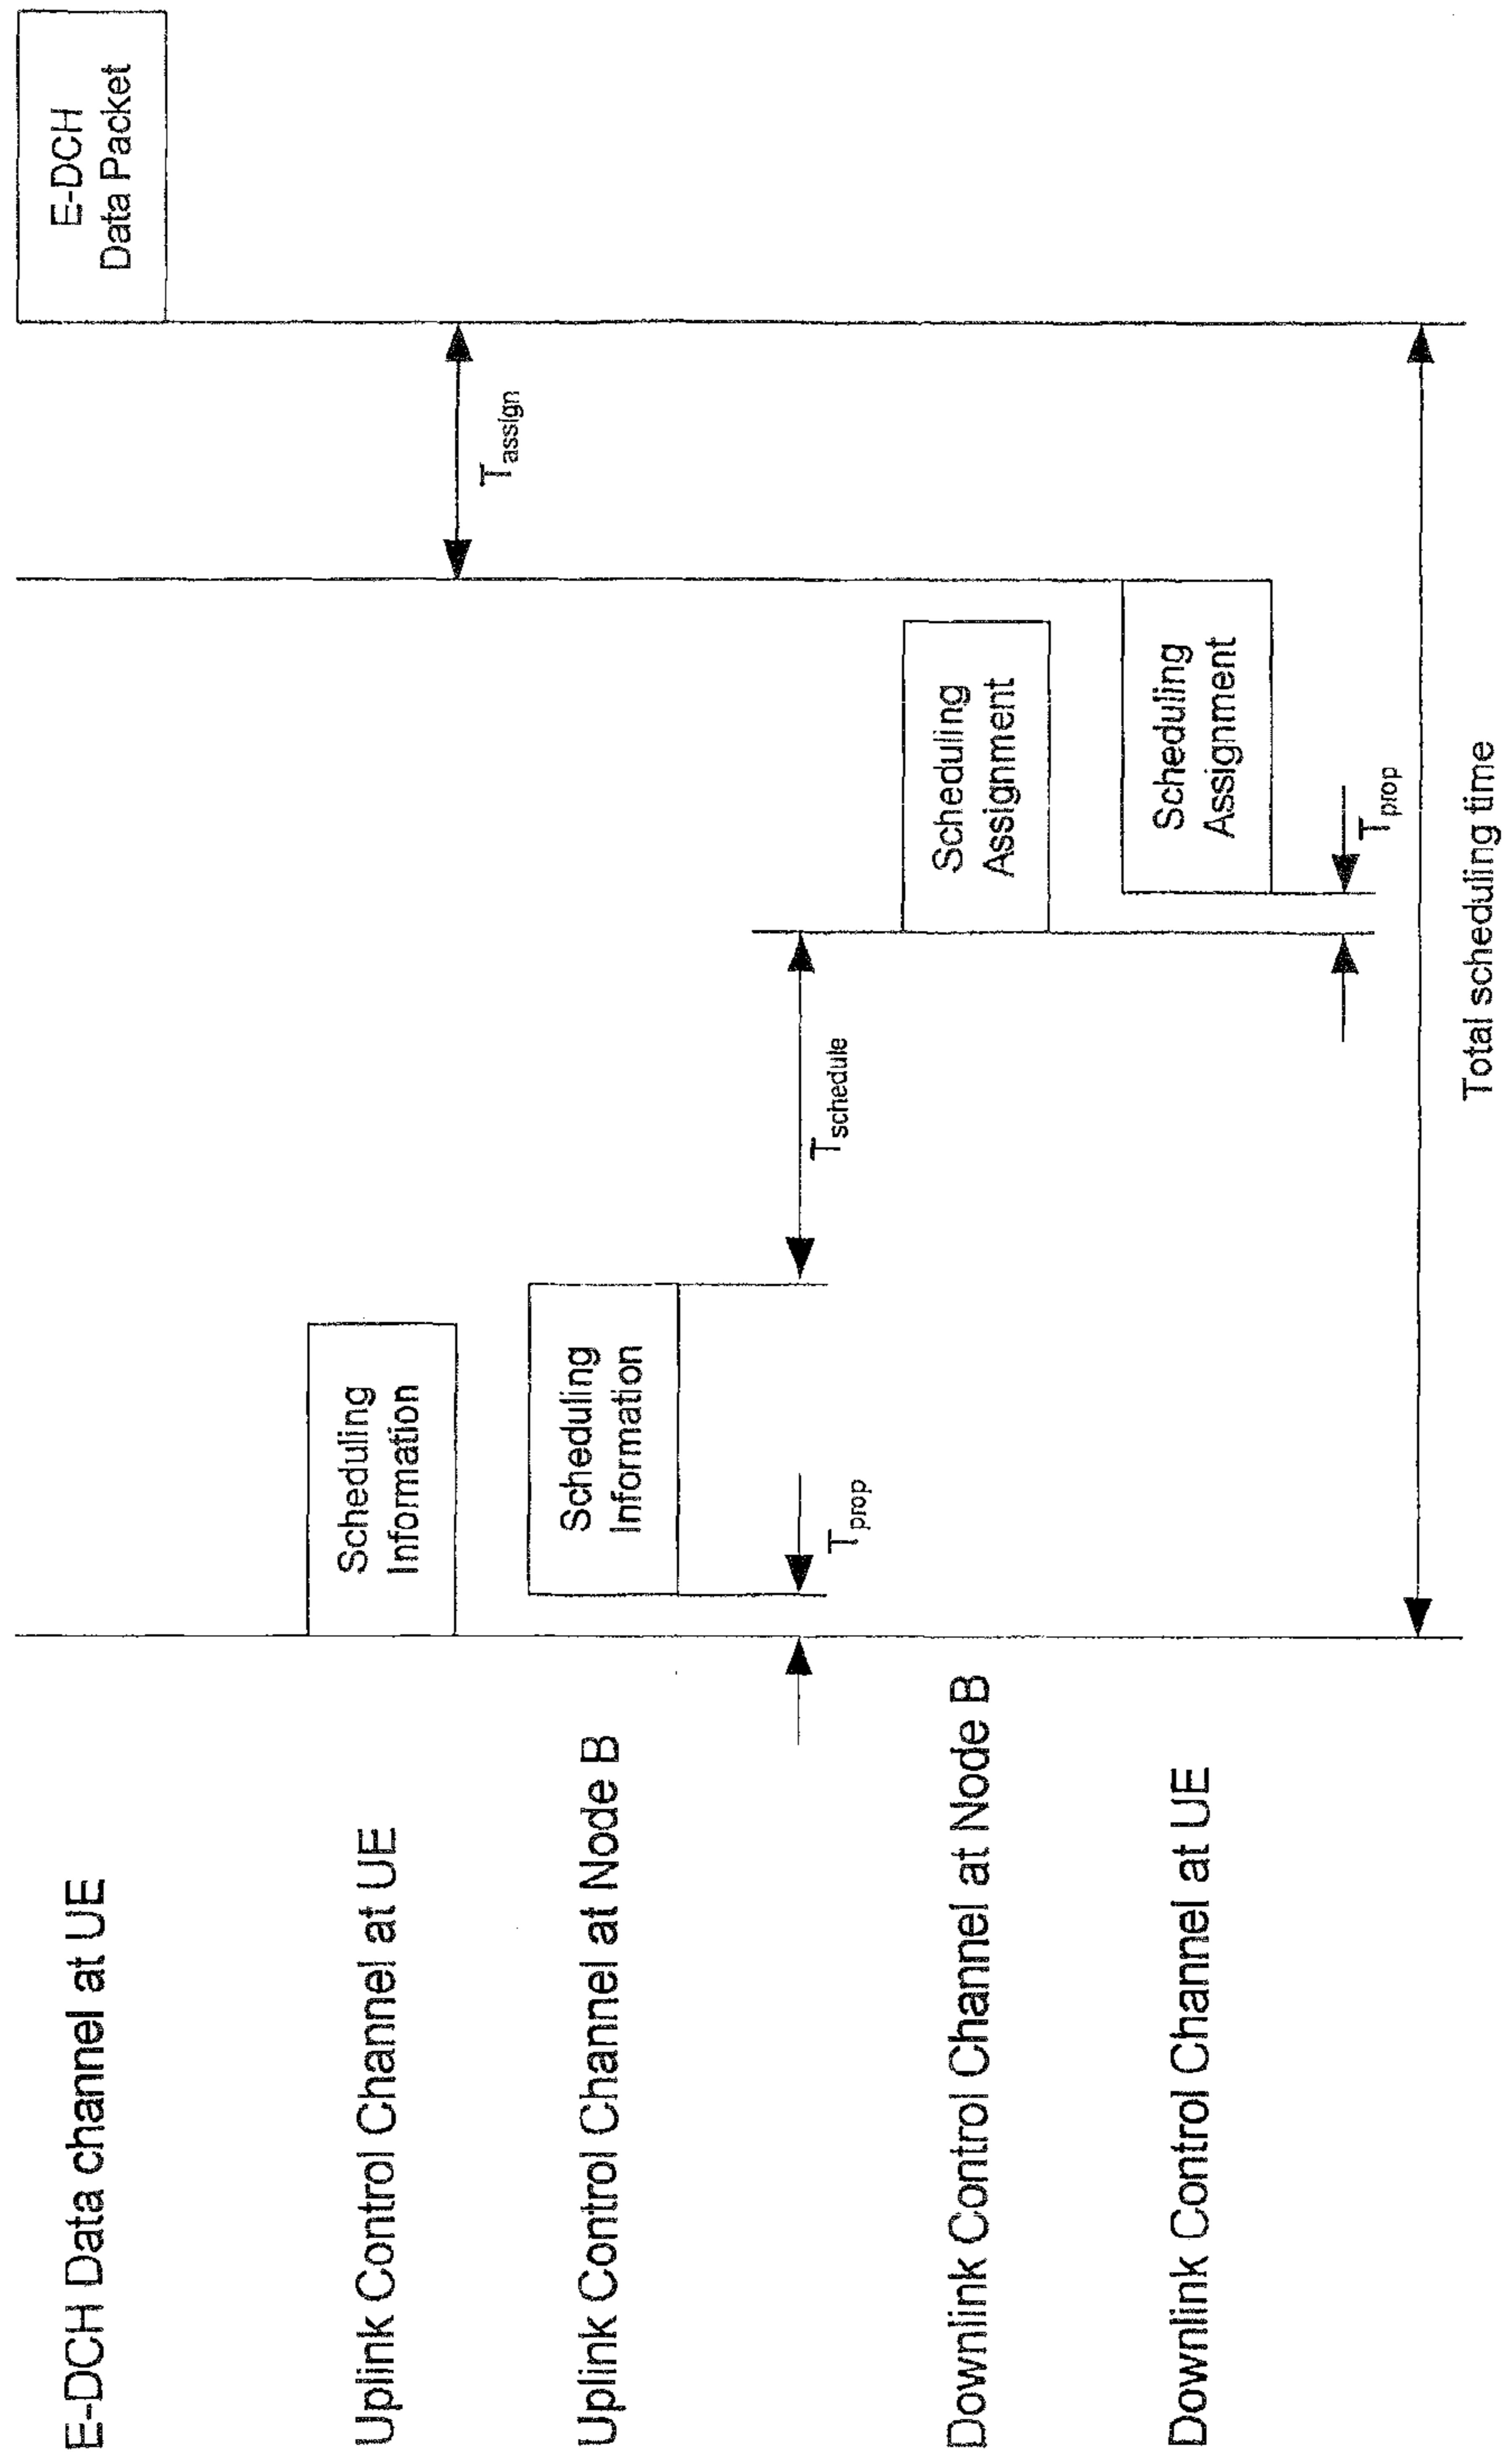 E-DCH Data channel at UE
E-DCH
Data Packet
Uplink Control Channel at UE
Scheduling
Information
Tassign
Uplink Control Channel at Node B
Scheduling
Information
Tprop
Tschedule
Downlink Control Channel at Node B
Scheduling
Assignment
Downlink Control Channel at UE
Scheduling
Assignment
Tprop
Total scheduling time